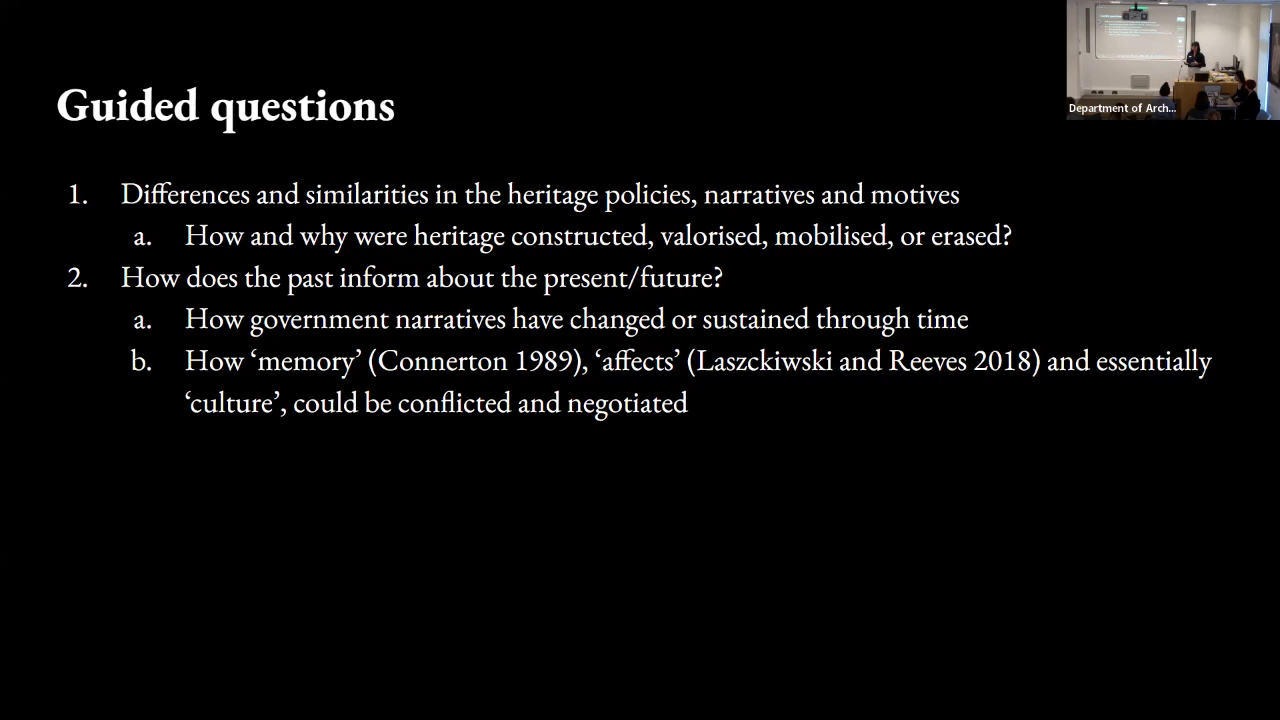 Department of Arch...
Guided questions
1. Differences and similarities in the heritage policies, narratives and motives
a. How and why were heritage constructed, valorised, mobilised, or erased?
2. How does the past inform about the present/future?
a. How government narratives have changed or sustained through time
b. How ‘memory’ (Connerton 1989), ‘affects’ (Laszckiwski and Reeves 2018) and essentially
‘culture’, could be conflicted and negotiated